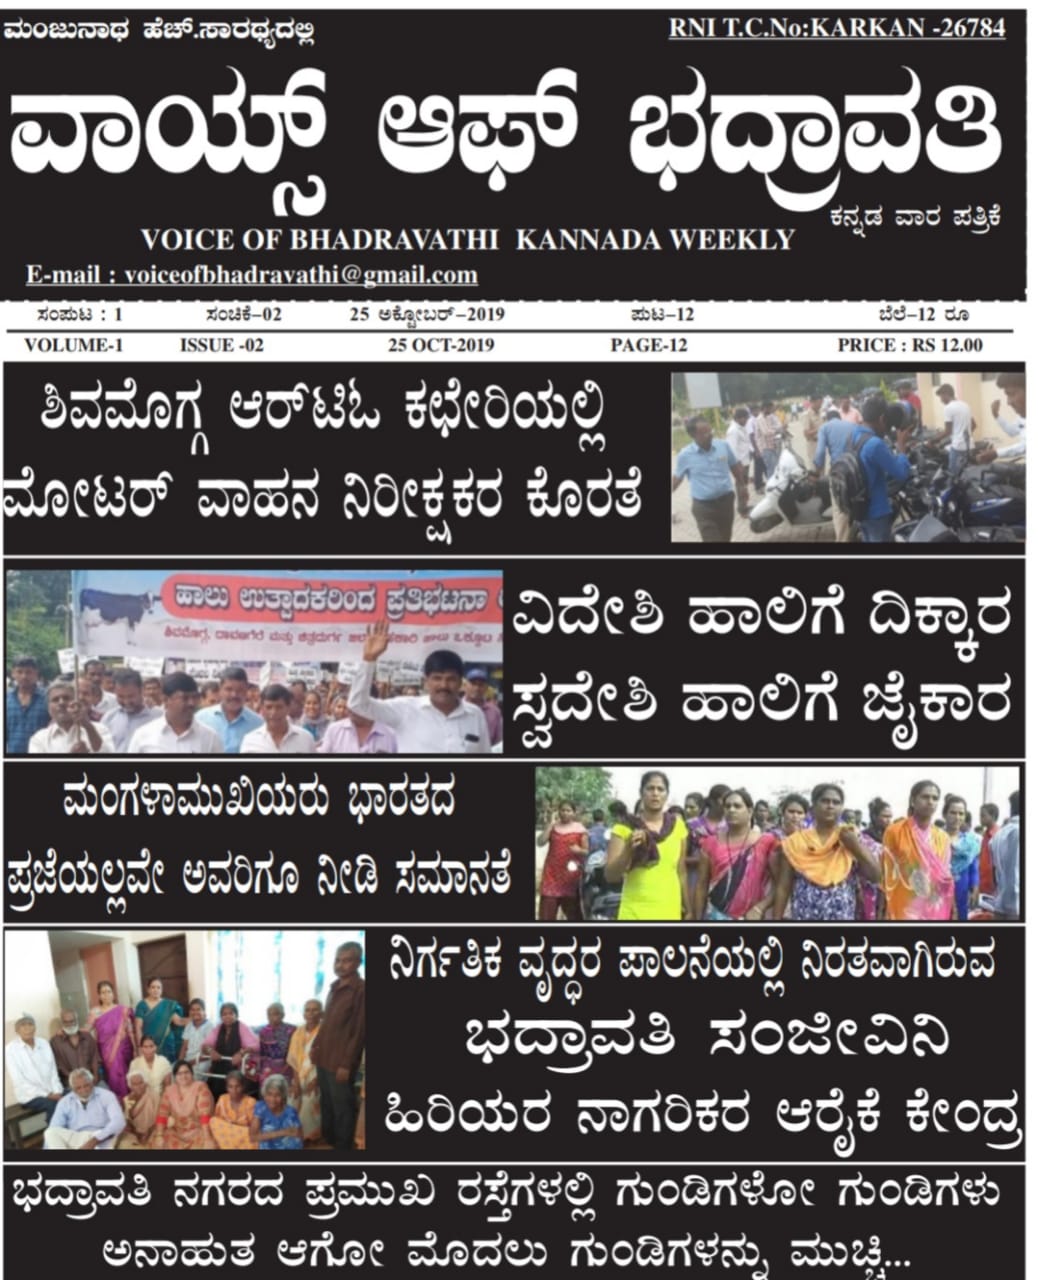 ಮಂಜುನಾಥ ಹೆಚ್.ಸಾರಥ್ಯದಲ್ಲಿ
RNI T.C.No:KARKAN -26784
ವಾಯ್ಸ್ ಆಫ್ ಭದ್ರಾವತಿ
ಕನ್ನಡ ವಾರ ಪತ್ರಿಕೆ
VOICE OF BHADRAVATHI KANNADA WEEKLY
E-mail : voiceofbhadravathi@gmail.com
ಸಂಪುಟ : 1 ಸಂಚಿಕೆ-02 25 ಅಕ್ಟೋಬರ್-2019 ಪುಟ-12 ಬೆಲೆ-12 ರೂ
VOLUME-1 ISSUE -02 25 OCT-2019 PAGE-12 PRICE : RS 12.00
ಶಿವಮೊಗ್ಗ ಆರ್‌ಟಿಓ ಕಛೇರಿಯಲ್ಲಿ
ಮೋಟರ್ ವಾಹನ ನಿರೀಕ್ಷಕರ ಕೊರತೆ
ಹಾಲು ಉತ್ಪಾದಕರಿಂದ ಪ್ರತಿಭಟನಾ
ಶಿವಮೊಗ್ಗ, ದಾವಣಗೆರೆ ಮತ್ತು ಚಿತ್ರದುರ್ಗ
ವಿದೇಶಿ ಹಾಲಿಗೆ ದಿಕ್ಕಾರ
ಸ್ವದೇಶಿ ಹಾಲಿಗೆ ಜೈಕಾರ
ಮಂಗಳಾಮುಖಿಯರು ಭಾರತದ
ಪ್ರಜೆಯಲ್ಲವೇ ಅವರಿಗೂ ನೀಡಿ ಸಮಾನತೆ
ನಿರ್ಗತಿಕ ವೃದ್ಧರ ಪಾಲನೆಯಲ್ಲಿ ನಿರತವಾಗಿರುವ
ಭದ್ರಾವತಿ ಸಂಜೀವಿನಿ
ಹಿರಿಯರ ನಾಗರಿಕರ ಆರೈಕೆ ಕೇಂದ್ರ
ಭದ್ರಾವತಿ ನಗರದ ಪ್ರಮುಖ ರಸ್ತೆಗಳಲ್ಲಿ ಗುಂಡಿಗಳೋ ಗುಂಡಿಗಳು
ಅನಾಹುತ ಆಗೋ ಮೊದಲು ಗುಂಡಿಗಳನ್ನು ಮುಚ್ಚಿ...